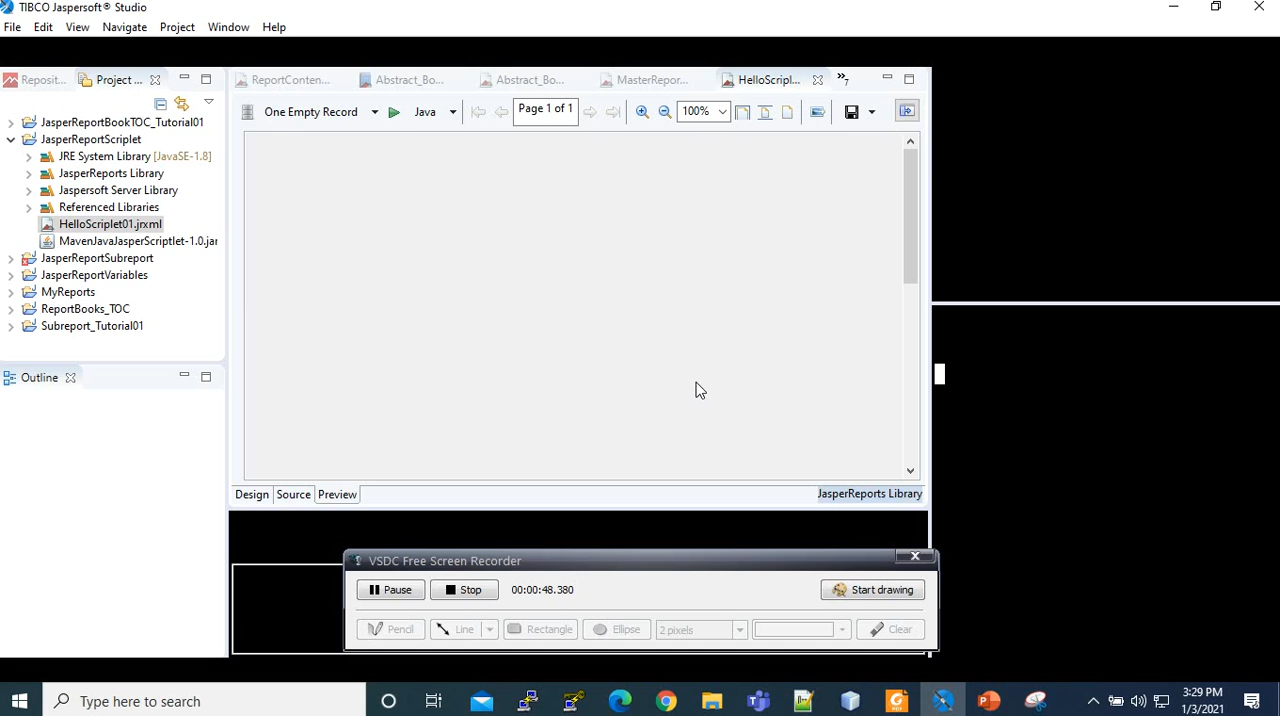 TIBCO Jaspersoft® Studio
File Edit View Navigate Project Window Help
Reposit... Project ... ReportConten... Abstract_Bo... Abstract_Bo... MasterRepor... HelloScripl... »7
One Empty Record Java Page 1 of 1 100%
JasperReportBookTOC_Tutorial01
JasperReportScriplet
JRE System Library [JavaSE-1.8]
JasperReports Library
Jaspersoft Server Library
Referenced Libraries
HelloScriplet01.jrxml
MavenJavaJasperScriptlet-1.0.jar
JasperReportSubreport
JasperReportVariables
MyReports
ReportBooks_TOC
Subreport_Tutorial01
Outline
Design Source Preview JasperReports Library
VSDC Free Screen Recorder
Pause Stop 00:00:48.380 Start drawing
Pencil Line Rectangle Ellipse 2 pixels Clear
Type here to search
3:29 PM
1/3/2021